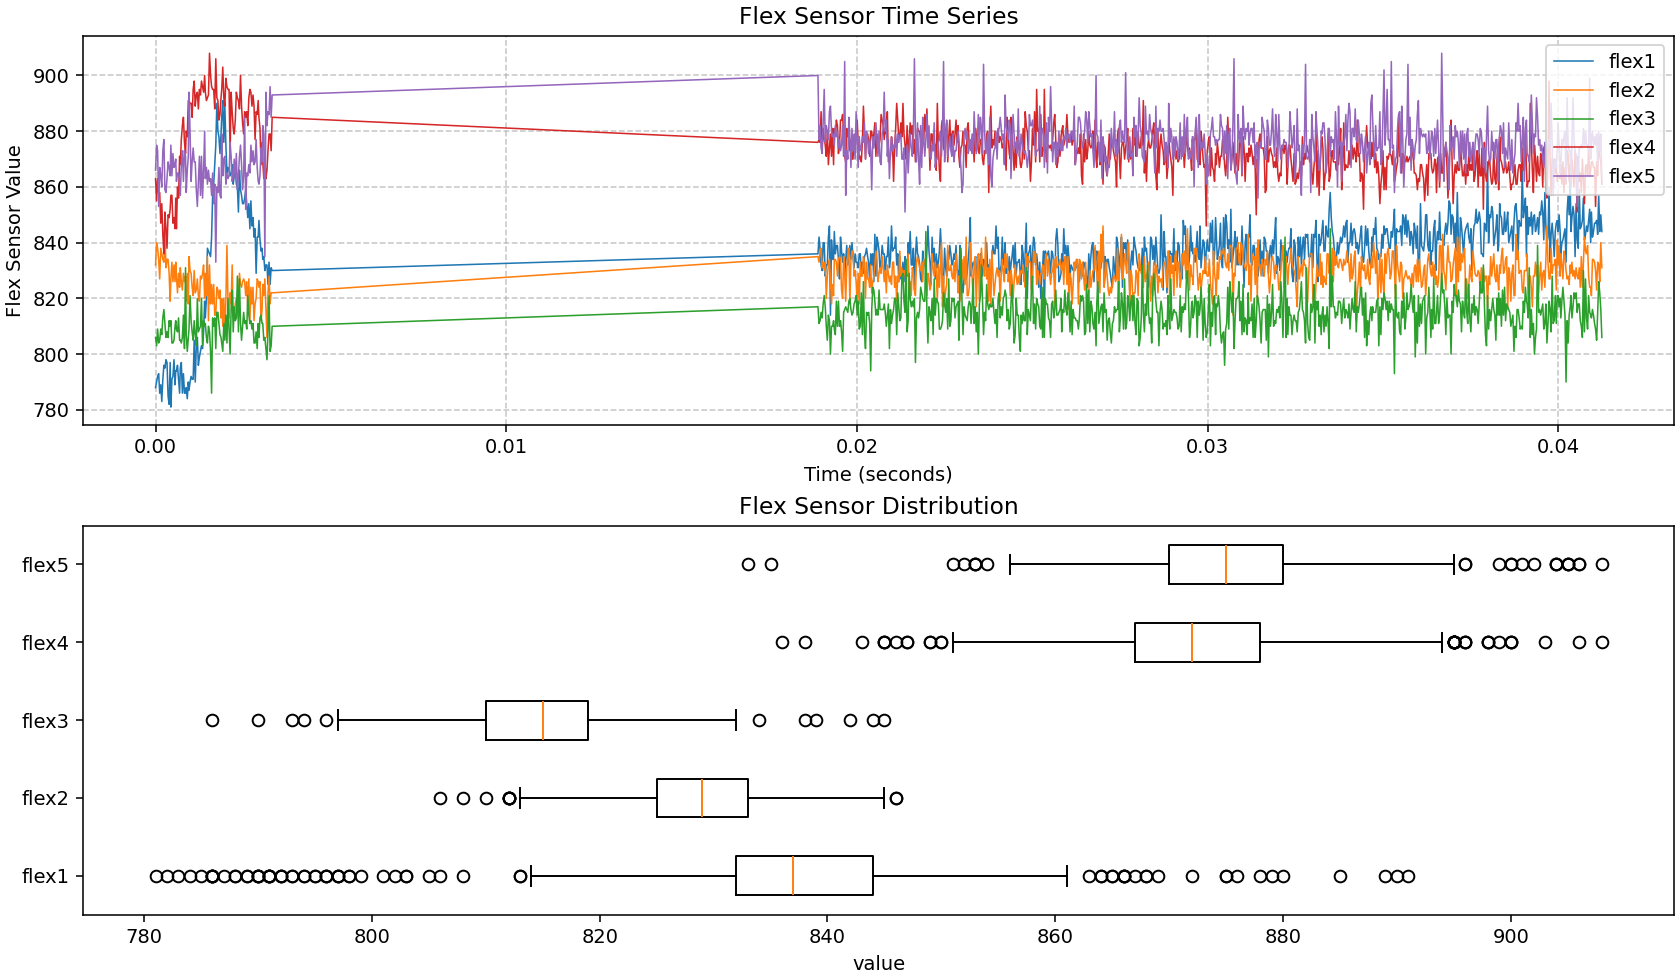 Flex Sensor Time Series
Flex Sensor Value
900
880
860
840
820
800
780
flex1
flex2
flex3
flex4
flex5
0.00 0.01 0.02 0.03 0.04
Time (seconds)
Flex Sensor Distribution
flex5
flex4
flex3
flex2
flex1
780 800 820 840 860 880 900
value